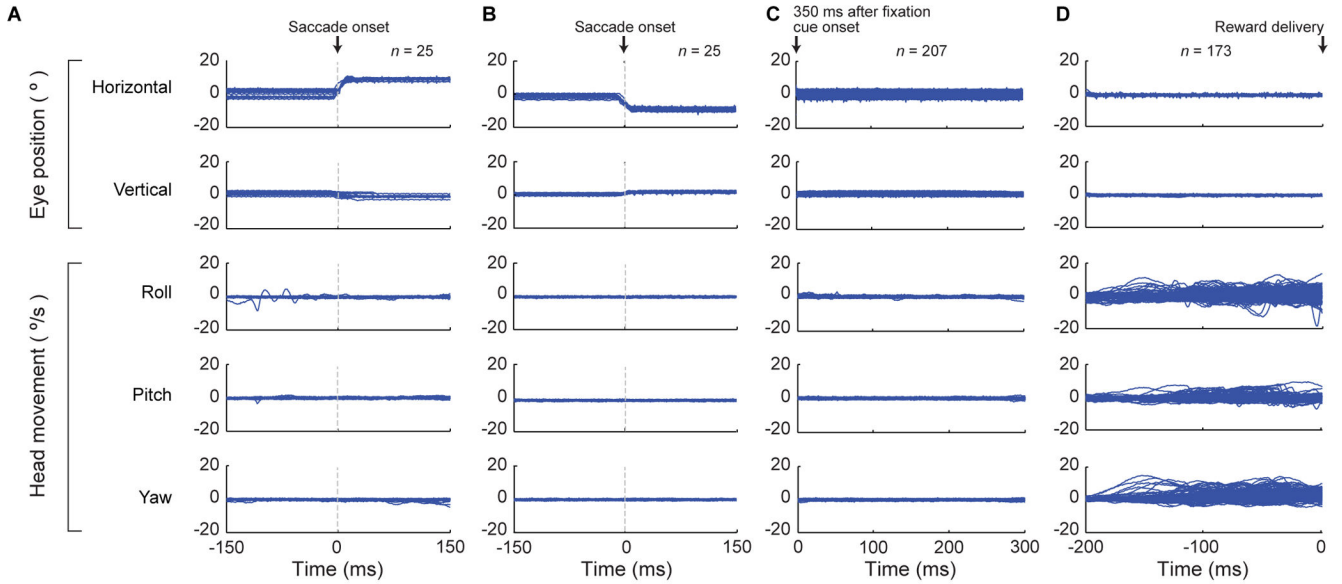 A
B
C
D
Saccade onset
n = 25
Saccade onset
n = 25
350 ms after fixation
cue onset
n = 207
Reward delivery
n = 173
Eye position ( º )
Horizontal
20
0
-20
20
0
-20
20
0
-20
20
0
-20
Vertical
20
0
-20
20
0
-20
20
0
-20
20
0
-20
Head movement ( º/s)
Roll
20
0
-20
20
0
-20
20
0
-20
20
0
-20
Pitch
20
0
-20
20
0
-20
20
0
-20
20
0
-20
Yaw
20
0
-20
20
0
-20
20
0
-20
20
0
-20
-150 0 150
-150 0 150
0 100 200 300
-200 -100 0
Time (ms)
Time (ms)
Time (ms)
Time (ms)